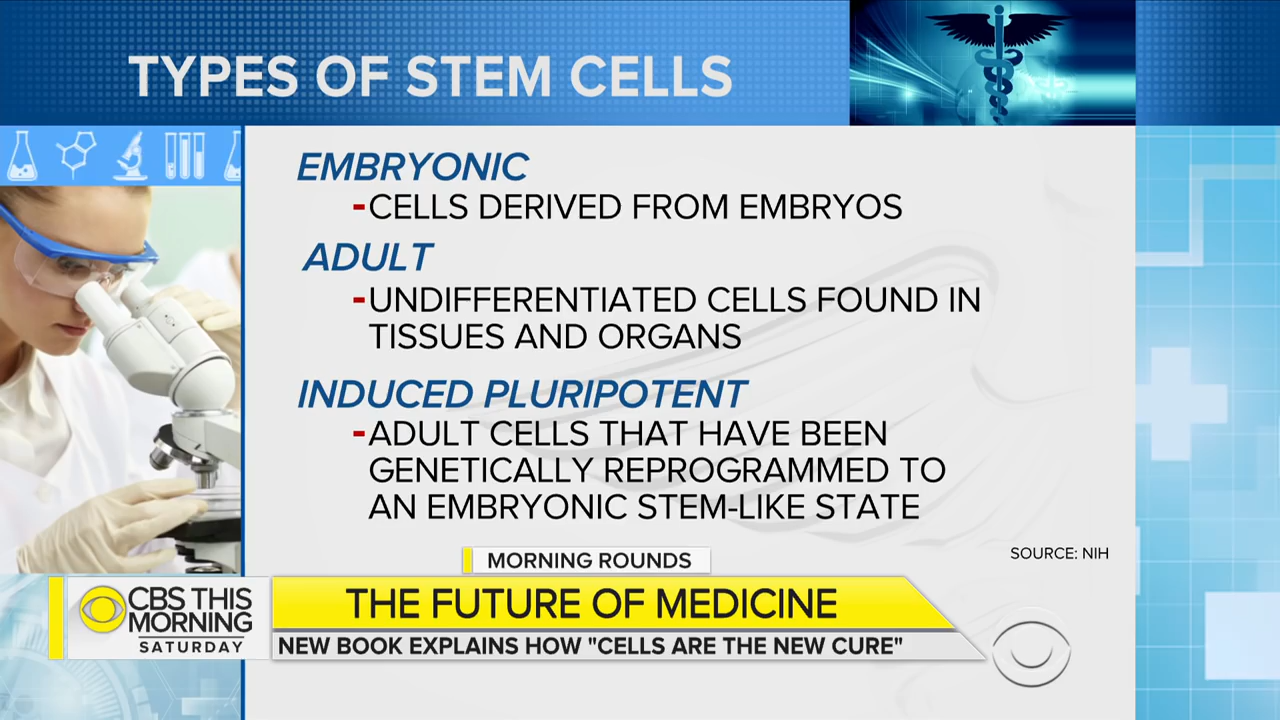 TYPES OF STEM CELLS
EMBRYONIC
-CELLS DERIVED FROM EMBRYOS
ADULT
-UNDIFFERENTIATED CELLS FOUND IN
TISSUES AND ORGANS
INDUCED PLURIPOTENT
-ADULT CELLS THAT HAVE BEEN
GENETICALLY REPROGRAMMED TO
AN EMBRYONIC STEM-LIKE STATE
SOURCE: NIH
MORNING ROUNDS
CBS THIS
MORNING
SATURDAY
THE FUTURE OF MEDICINE
NEW BOOK EXPLAINS HOW "CELLS ARE THE NEW CURE"